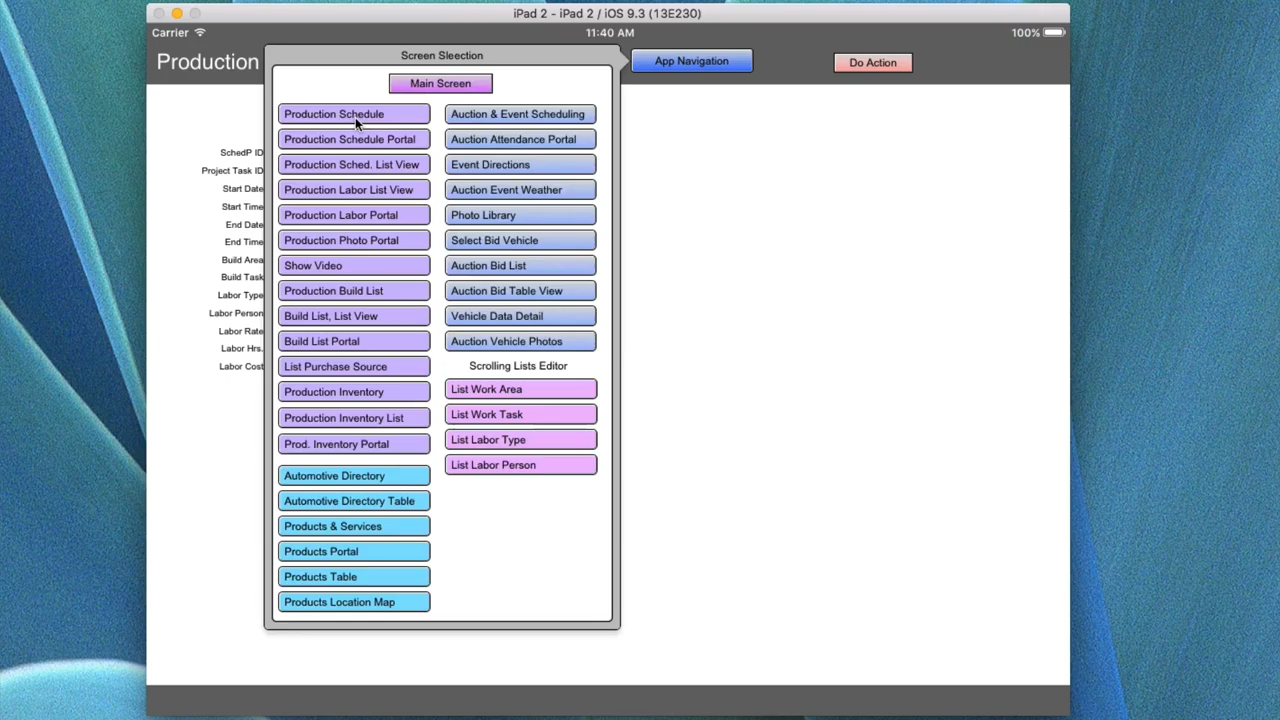 iPad 2 - iPad 2 / iOS 9.3 (13E230)
Carrier 11:40 AM 100%
Production
Screen Sleection
App Navigation
Do Action
Main Screen
Production Schedule
Production Schedule Portal
Production Sched. List View
Production Labor List View
Production Labor Portal
Production Photo Portal
Show Video
Production Build List
Build List, List View
Build List Portal
List Purchase Source
Production Inventory
Production Inventory List
Prod. Inventory Portal
Automotive Directory
Automotive Directory Table
Products & Services
Products Portal
Products Table
Products Location Map
Auction & Event Scheduling
Auction Attendance Portal
Event Directions
Auction Event Weather
Photo Library
Select Bid Vehicle
Auction Bid List
Auction Bid Table View
Vehicle Data Detail
Auction Vehicle Photos
Scrolling Lists Editor
List Work Area
List Work Task
List Labor Type
List Labor Person
SchedP ID
Project Task ID
Start Date
Start Time
End Date
End Time
Build Area
Build Task
Labor Type
Labor Person
Labor Rate
Labor Hrs.
Labor Cost